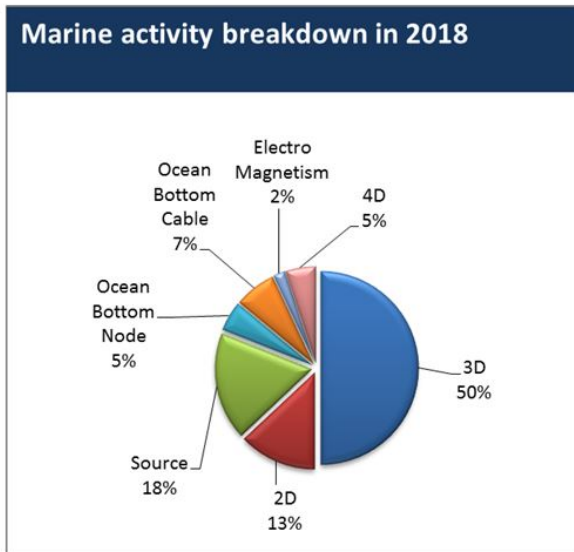 Marine activity breakdown in 2018
Electro
Magnetism
2%
4D
5%
Ocean
Bottom
Cable
7%
Ocean
Bottom
Node
5%
3D
50%
Source
18%
2D
13%